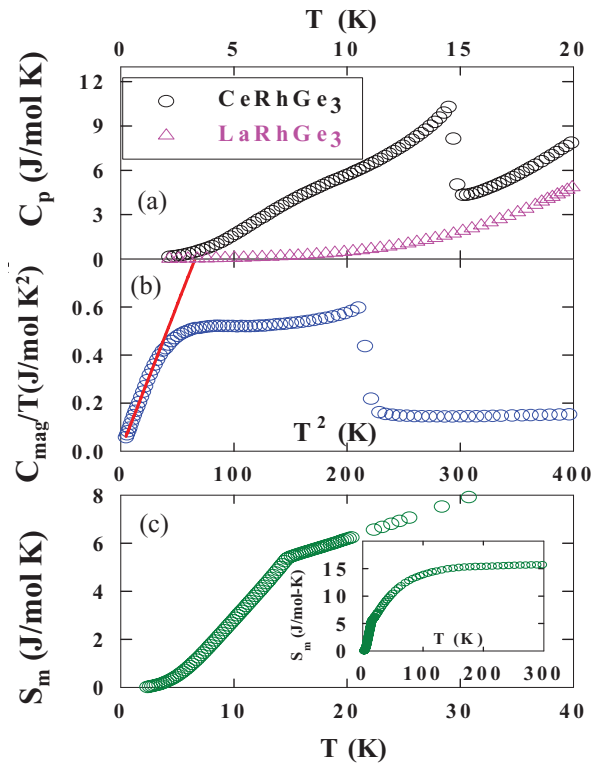 T (K)
0 5 10 15 20
C_p (J/mol K)
12
9
6
3
0
CeRhGe3
LaRhGe3
(a)
C_mag/T(J/mol K²)
(b)
0.6
0.4
0.2
0.0
T² (K)
0 100 200 300 400
S_m (J/mol K)
(c)
8
6
4
2
0
S_m (J/mol-K)
15
10
5
0
T (K)
0 100 200 300
0 10 20 30 40
T (K)